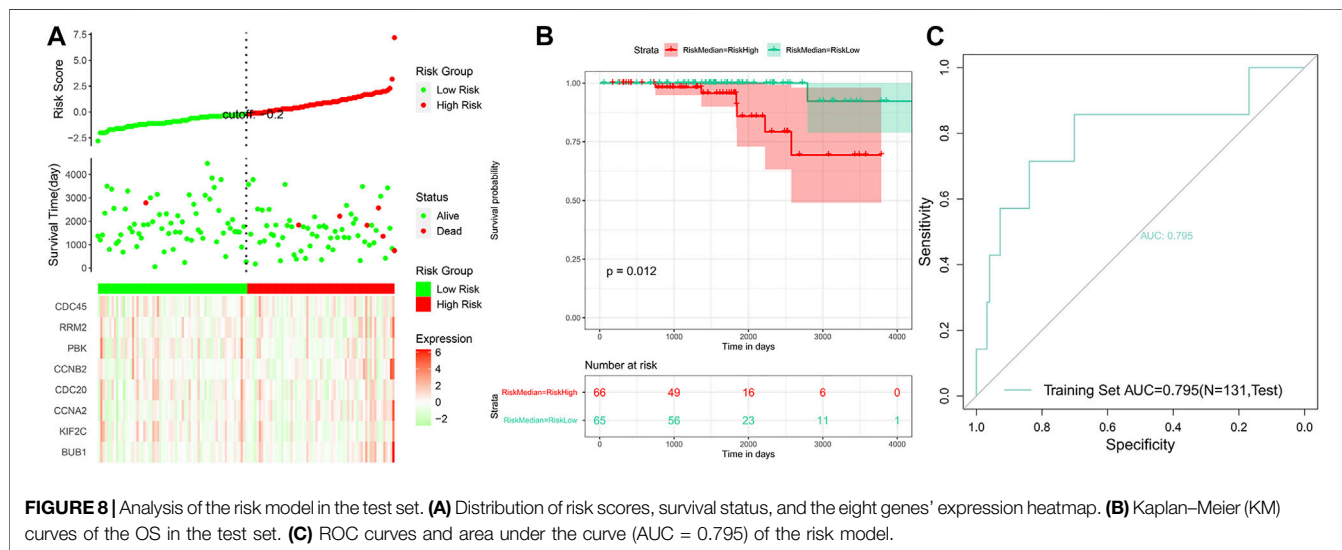 A
7.5
5.0
2.5
0.0
−2.5
Risk Score
cutoff: −0.2
Risk Group
Low Risk
High Risk
4000
3000
2000
1000
0
Survival Time(day)
Status
Alive
Dead
Risk Group
Low Risk
High Risk
CDC45
RRM2
PBK
CCNB2
CDC20
CCNA2
KIF2C
BUB1
Expression
6
4
2
0
−2
B
Strata
RiskMedian=RiskHigh
RiskMedian=RiskLow
1.00
0.75
0.50
0.25
0.00
Survival probability
p = 0.012
0 1000 2000 3000 4000
Time in days
Number at risk
Strata
RiskMedian=RiskHigh 66 49 16 6 0
RiskMedian=RiskLow 65 56 23 11 1
0 1000 2000 3000 4000
Time in days
C
1.0
0.8
0.6
0.4
0.2
0.0
Sensitivity
AUC: 0.795
Training Set AUC=0.795(N=131,Test)
1.0 0.8 0.6 0.4 0.2 0.0
Specificity
FIGURE 8 | Analysis of the risk model in the test set. (A) Distribution of risk scores, survival status, and the eight genes’ expression heatmap. (B) Kaplan–Meier (KM)
curves of the OS in the test set. (C) ROC curves and area under the curve (AUC = 0.795) of the risk model.